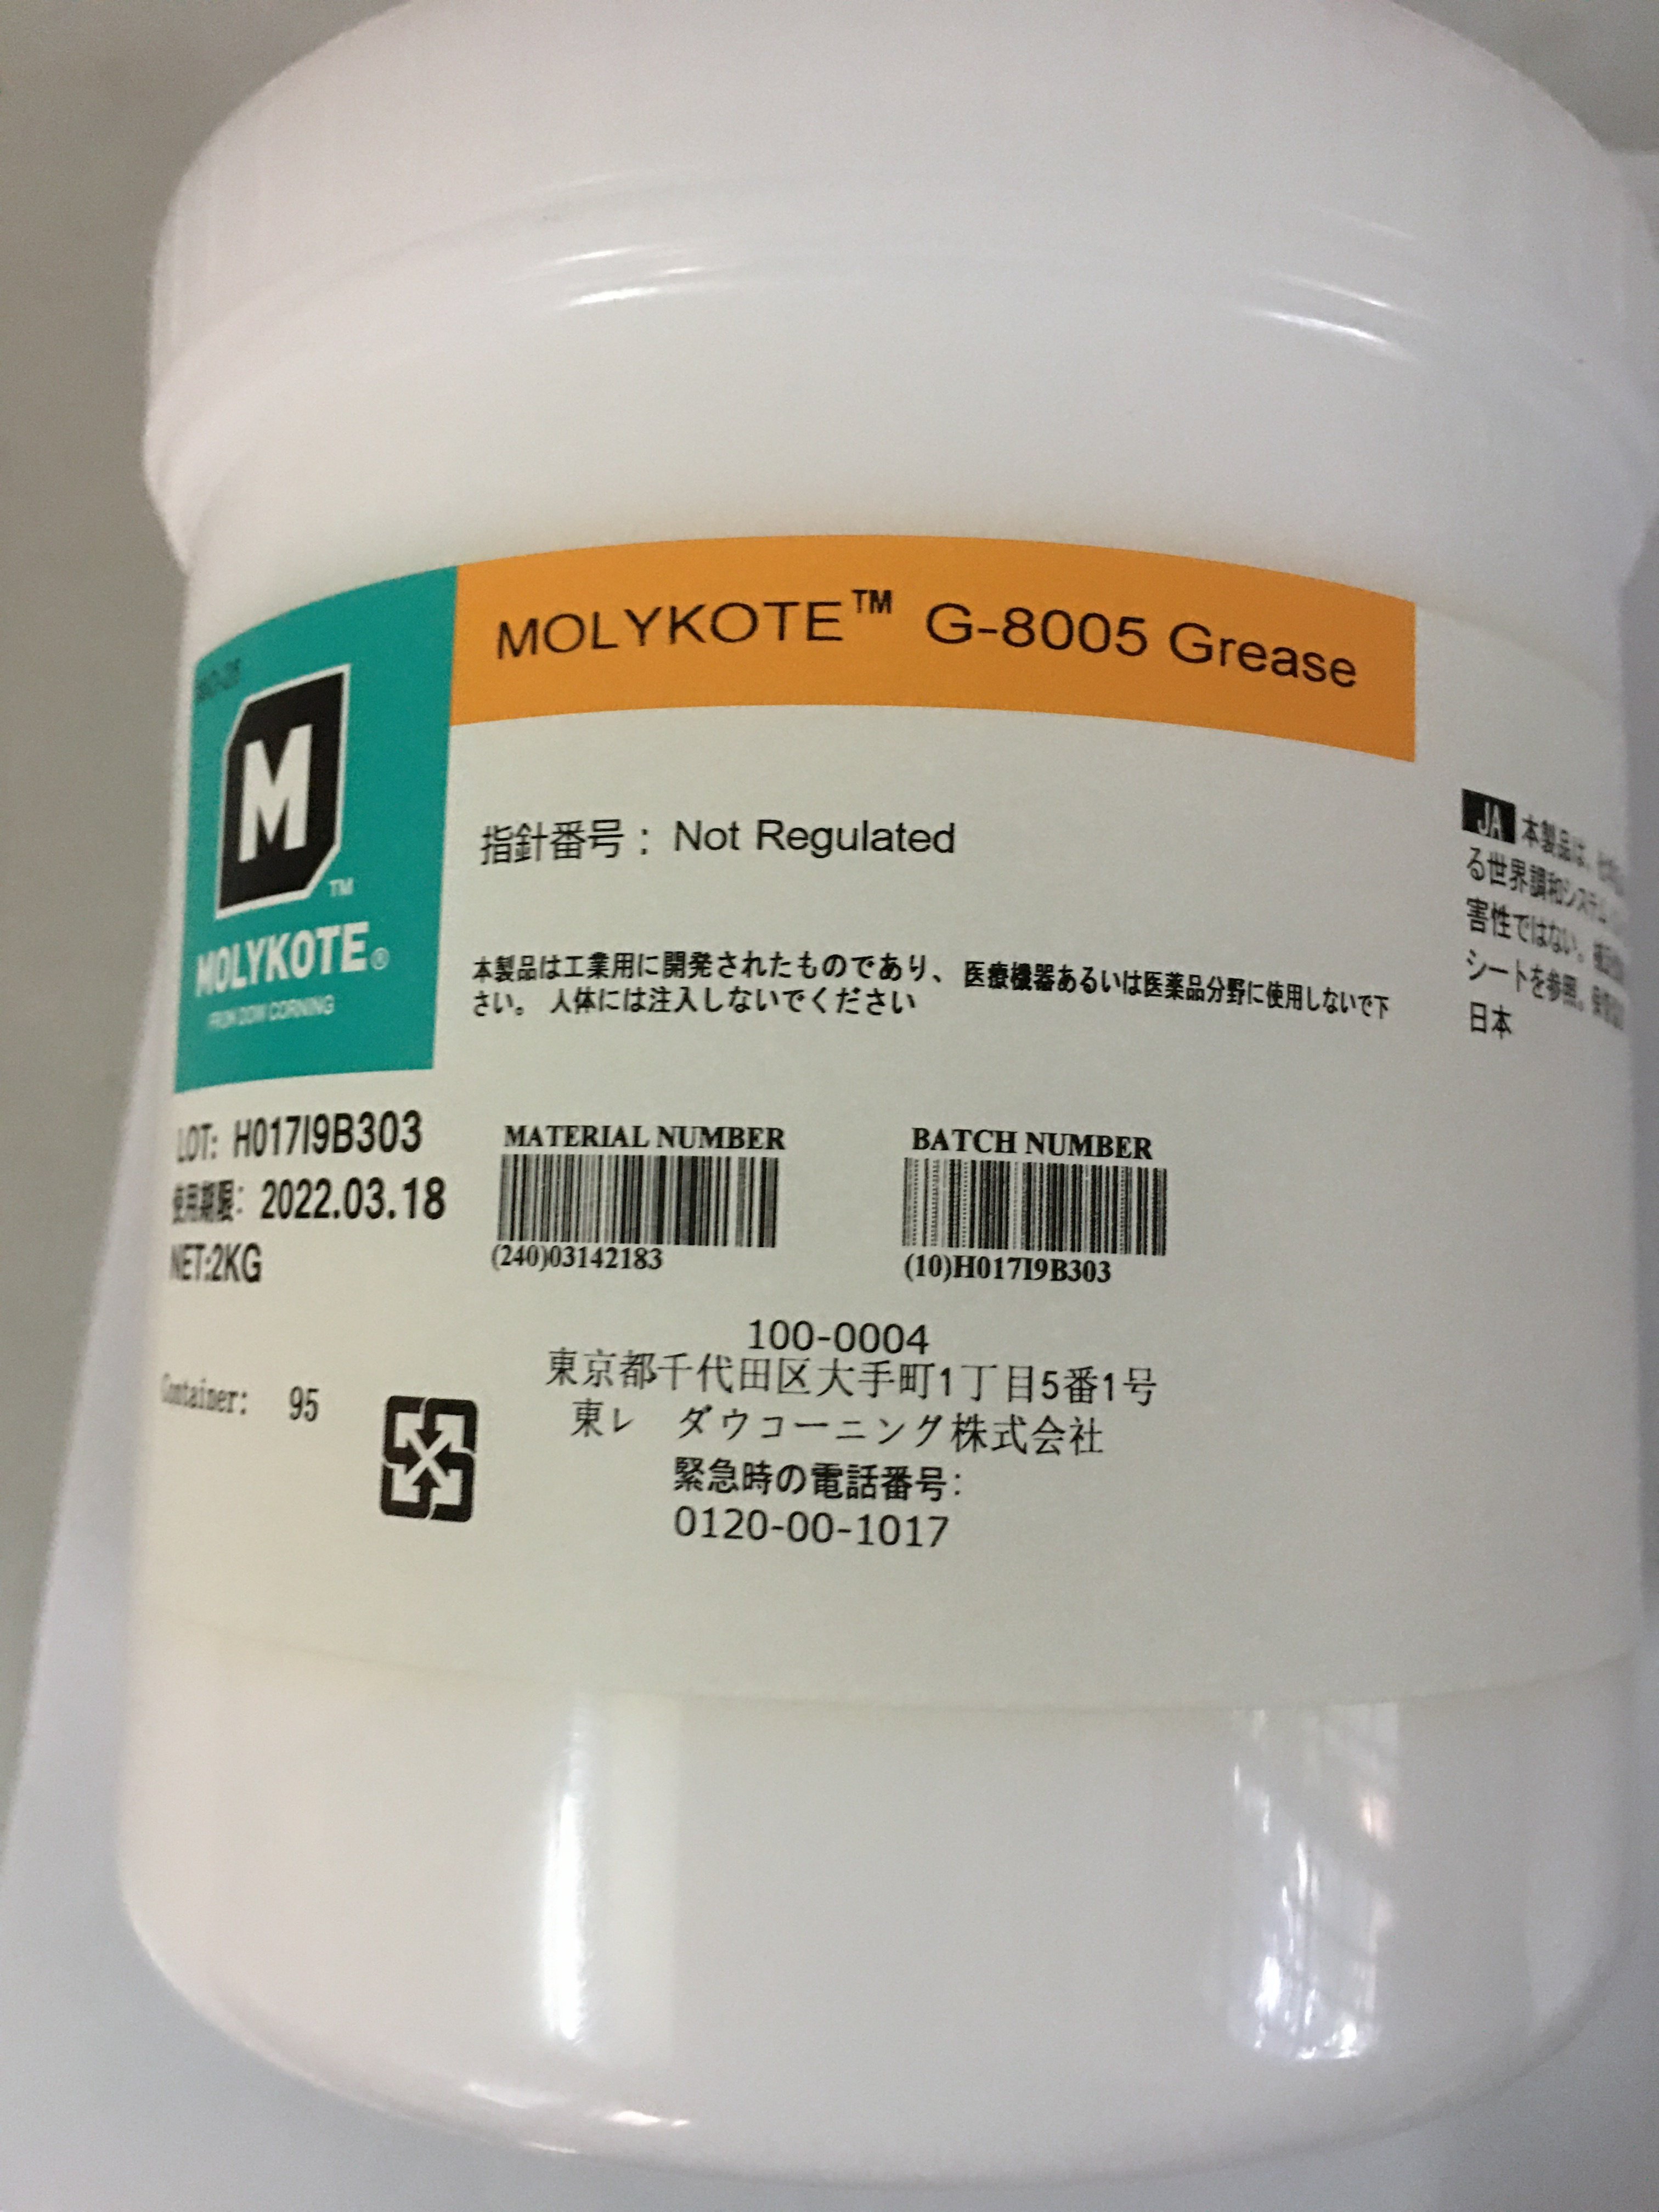 MOLYKOTE™ G-8005 Grease
M
™
MOLYKOTE®
FROM DOW CORNING
指針番号： Not Regulated
本製品は工業用に開発されたものであり、 医療機器あるいは医薬品分野に使用しないで下
さい。 人体には注入しないでください
JA 本製品は、
る世界調和システム
害性ではない。
シートを参照。
日本
LOT: H017I9B303
使用期限: 2022.03.18
NET:2KG
MATERIAL NUMBER
(240)03142183
BATCH NUMBER
(10)H017I9B303
Container: 95
100-0004
東京都千代田区大手町1丁目5番1号
東レ ダウコーニング株式会社
緊急時の電話番号:
0120-00-1017